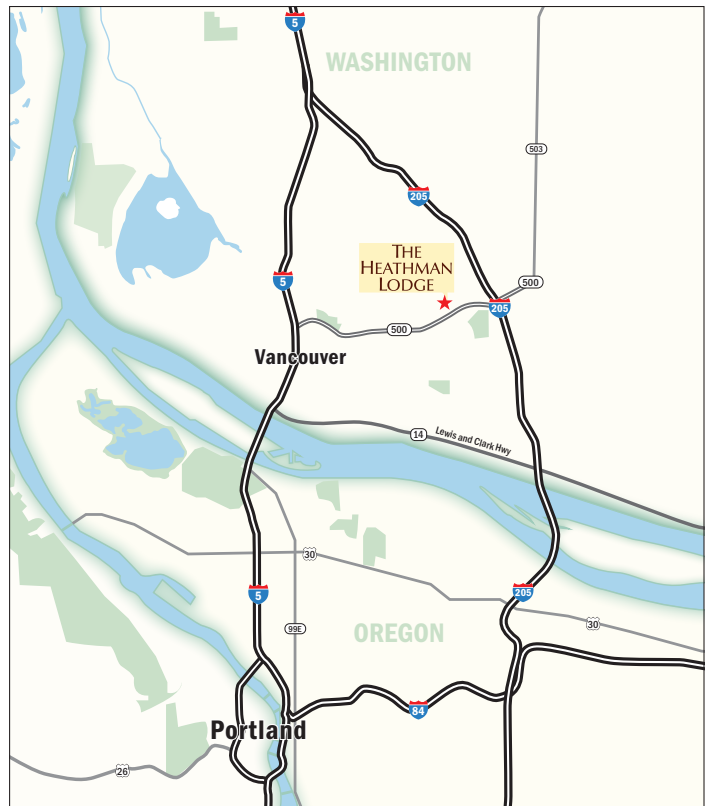 5
WASHINGTON
503
205
THE
HEATHMAN
LODGE
5
500
205
500
Vancouver
14
Lewis and Clark Hwy
30
5
205
99E
OREGON
30
84
Portland
26